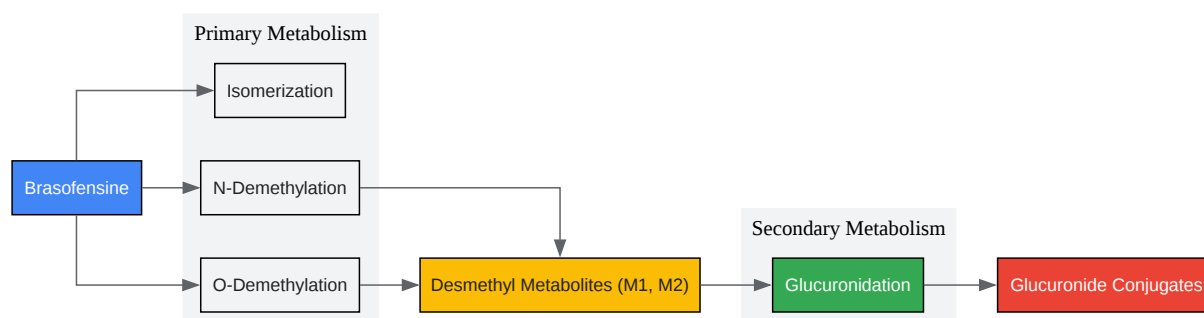 Primary Metabolism
Isomerization
Brasofensine
N-Demethylation
O-Demethylation
Desmethyl Metabolites (M1, M2)
Secondary Metabolism
Glucuronidation
Glucuronide Conjugates